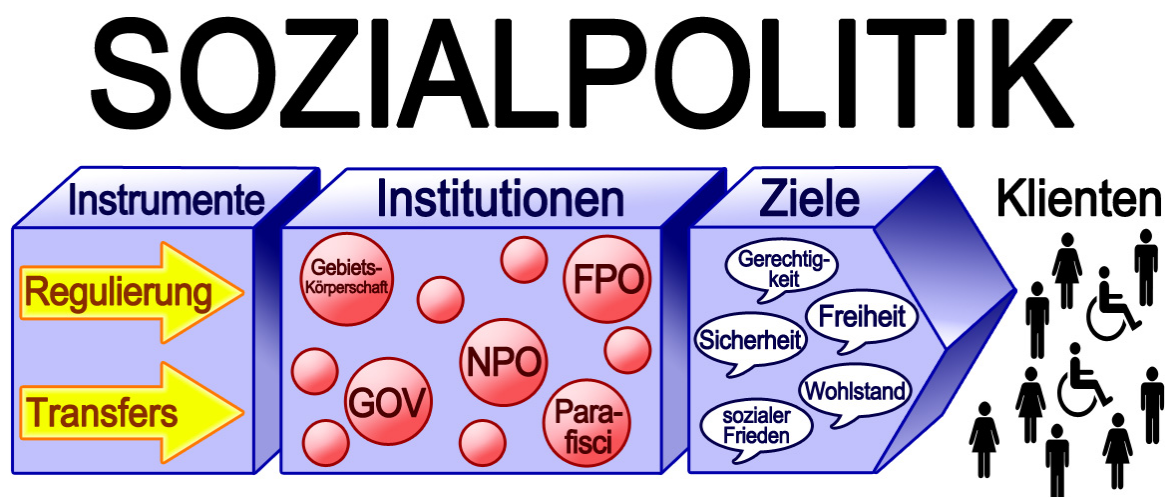 SOZIALPOLITIK
Instrumente
Regulierung
Transfers
Institutionen
Gebiets-
Körperschaft
FPO
NPO
GOV
Para-
fisci
Ziele
Gerechtig-
keit
Freiheit
Sicherheit
Wohlstand
sozialer
Frieden
Klienten